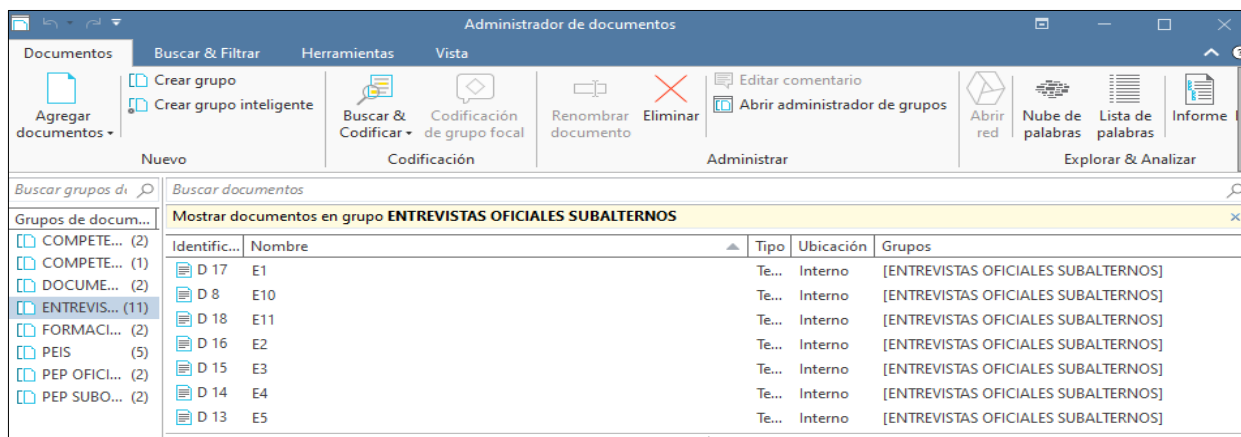 Administrador de documentos
Documentos Buscar & Filtrar Herramientas Vista
Agregar documentos
Crear grupo
Crear grupo inteligente
Nuevo
Buscar & Codificar
Codificación de grupo focal
Codificación
Renombrar documento
Eliminar
Editar comentario
Abrir administrador de grupos
Administrar
Abrir red
Nube de palabras
Lista de palabras
Informe
Explorar & Analizar
Buscar grupos d
Buscar documentos
Grupos de docum...
Mostrar documentos en grupo ENTREVISTAS OFICIALES SUBALTERNOS
COMPETE... (2)
COMPETE... (1)
DOCUME... (2)
ENTREVIS... (11)
FORMACI... (2)
PEIS (5)
PEP OFICI... (2)
PEP SUBO... (2)
Identific... Nombre Tipo Ubicación Grupos
D 17 E1 Te... Interno [ENTREVISTAS OFICIALES SUBALTERNOS]
D 8 E10 Te... Interno [ENTREVISTAS OFICIALES SUBALTERNOS]
D 18 E11 Te... Interno [ENTREVISTAS OFICIALES SUBALTERNOS]
D 16 E2 Te... Interno [ENTREVISTAS OFICIALES SUBALTERNOS]
D 15 E3 Te... Interno [ENTREVISTAS OFICIALES SUBALTERNOS]
D 14 E4 Te... Interno [ENTREVISTAS OFICIALES SUBALTERNOS]
D 13 E5 Te... Interno [ENTREVISTAS OFICIALES SUBALTERNOS]